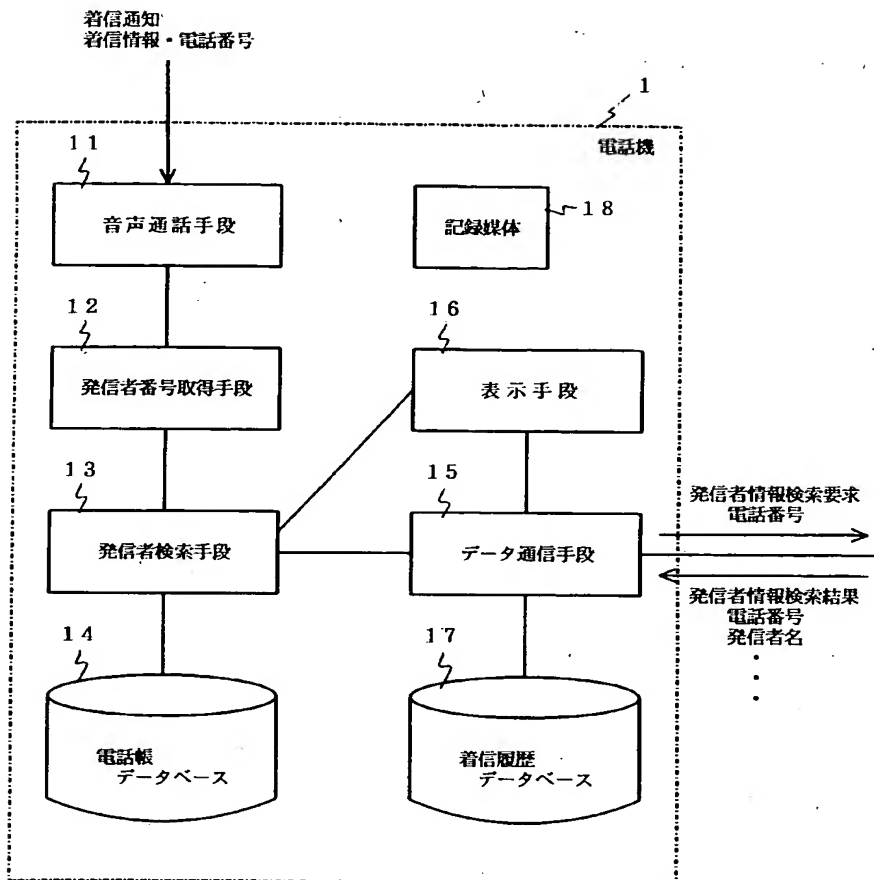 着信通知
着信情報・電話番号
1
電話機
11
音声通話手段
18
記録媒体
12
発信者番号取得手段
16
表示手段
13
発信者検索手段
15
データ通信手段
発信者情報検索要求
電話番号
発信者情報検索結果
電話番号
発信者名
・
・
・
14
電話帳
データベース
17
着信履歴
データベース